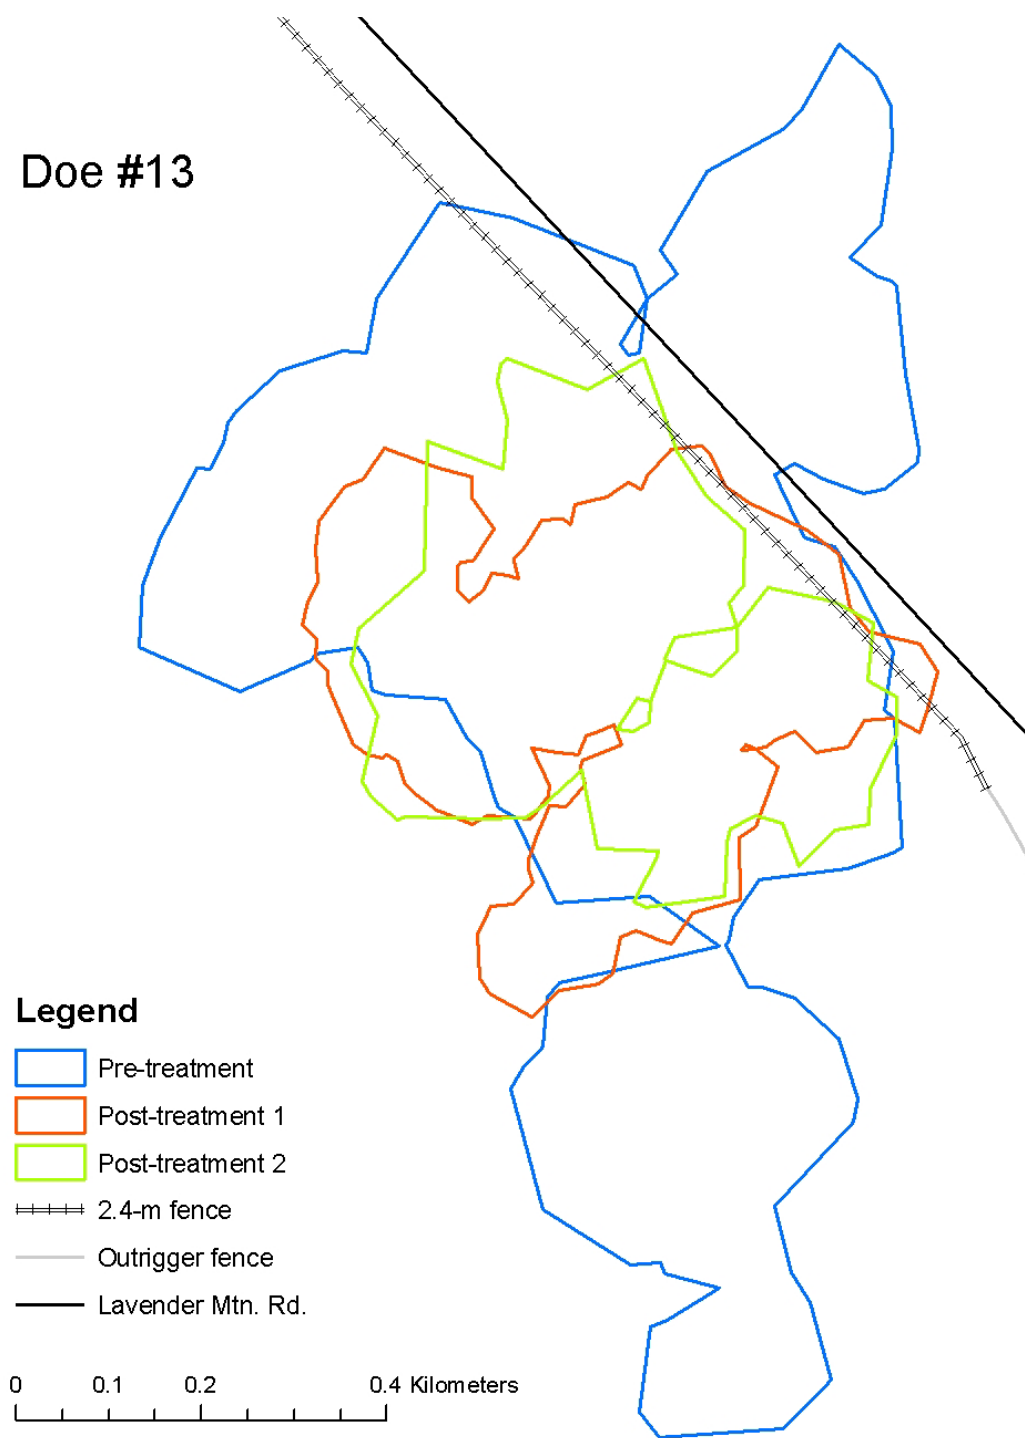 Doe #13
Legend
Pre-treatment
Post-treatment 1
Post-treatment 2
2.4-m fence
Outrigger fence
Lavender Mtn. Rd.
0 0.1 0.2 0.4 Kilometers